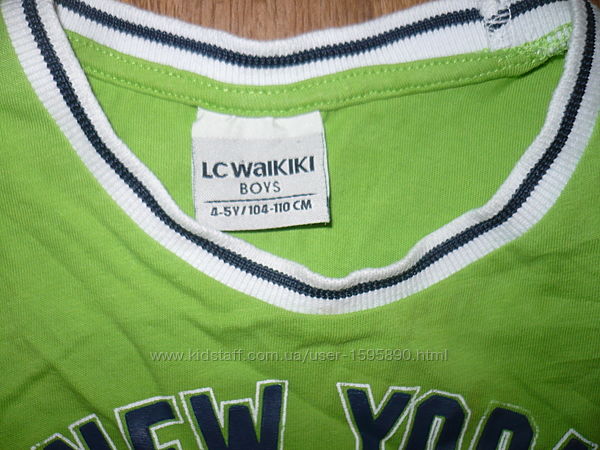 LC WAIKIKI
BOYS
4-5Y/104-110 CM
www.kidstaff.com.ua/user-1595890.html
NEW